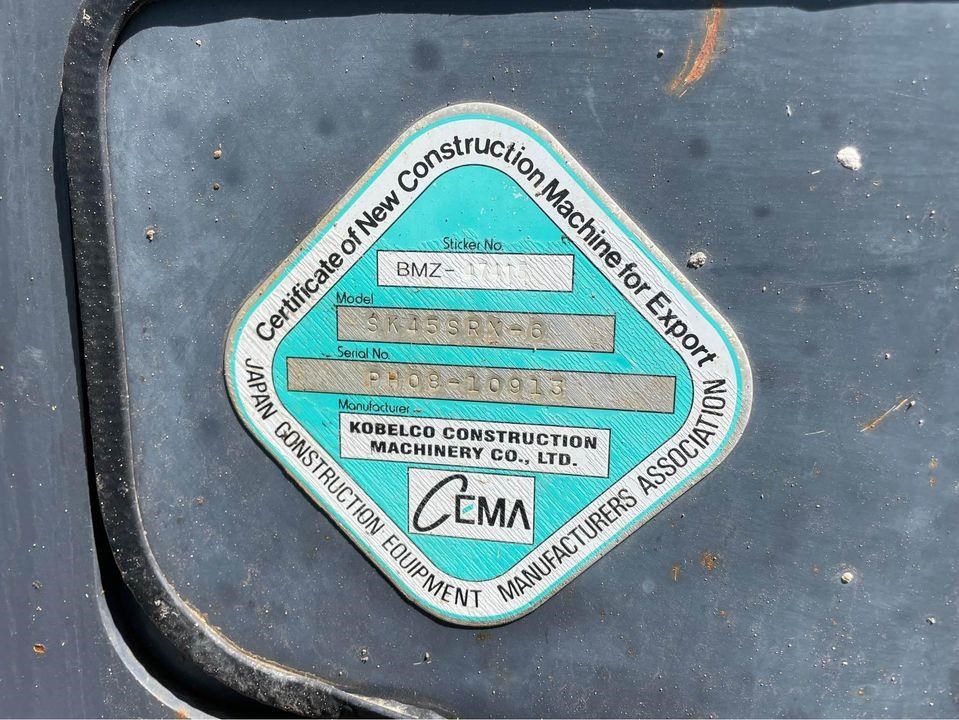 Certificate of New Construction Machine for Export
Sticker No.
BMZ-
Model
SK45SRX-6
Serial No.
PH08-10913
Manufacturer
KOBELCO CONSTRUCTION
MACHINERY CO., LTD.
CEMA
JAPAN CONSTRUCTION EQUIPMENT MANUFACTURERS ASSOCIATION